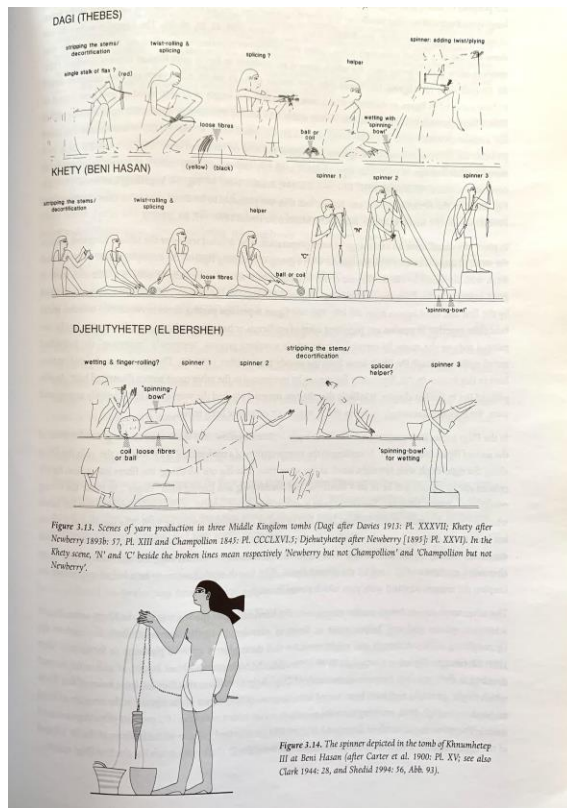 DAGI (THEBES)
stripping the stems/
decortification
twist-rolling &
splicing
splicing ?
helper
spinner: adding twist/plying
single stalk of flax ? (red)
loose fibres
ball or
coil
wetting with
'spinning-
bowl'
(yellow) (black)
KHETY (BENI HASAN)
spinner 1
spinner 2
spinner 3
stripping the stems/
decortification
twist-rolling &
splicing
helper
'C'
'N'
loose fibres
ball or coil
'spinning-bowl'
DJEHUTYHETEP (EL BERSHEH)
stripping the stems/
decortification
wetting & finger-rolling?
spinner 1
spinner 2
splicer/
helper?
spinner 3
'spinning-
bowl'
coil loose fibres
or ball
'spinning-bowl'
for wetting
Figure 3.13. Scenes of yarn production in three Middle Kingdom tombs (Dagi after Davies 1913: Pl. XXXVII; Khety after
Newberry 1893b: 57, Pl. XIII and Champollion 1845: Pl. CCCLXVI.3; Djehutyhetep after Newberry [1895]: Pl. XXVI). In the
Khety scene, 'N' and 'C' beside the broken lines mean respectively 'Newberry but not Champollion' and 'Champollion but not
Newberry'.
Figure 3.14. The spinner depicted in the tomb of Khnumhetep
III at Beni Hasan (after Carter et al. 1900: Pl. XV; see also
Clark 1944: 28, and Shedid 1994: 56, Abb. 93).